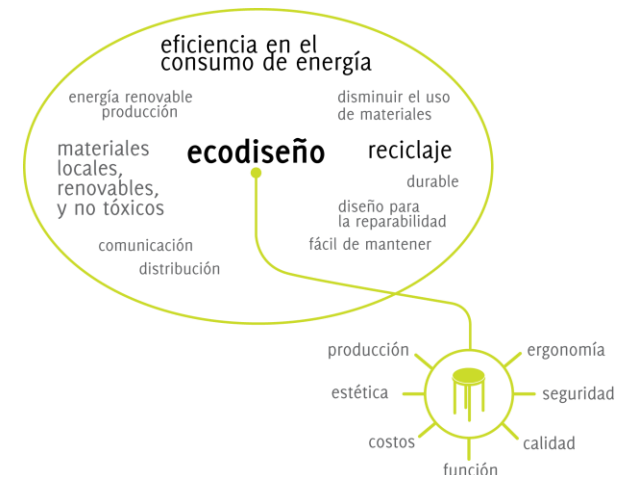 eficiencia en el
consumo de energía
energía renovable
producción
disminuir el uso
de materiales
materiales
locales,
renovables,
y no tóxicos
ecodiseño
reciclaje
durable
diseño para
la reparabilidad
fácil de mantener
comunicación
distribución
producción
ergonomía
estética
seguridad
costos
calidad
función